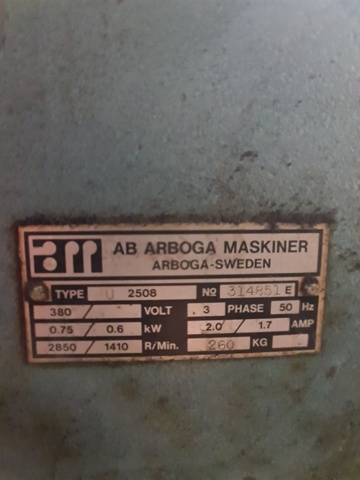 am AB ARBOGA MASKINER
ARBOGA-SWEDEN
TYPE U 2508 No 314851 E
380 / VOLT 3 PHASE 50 Hz
0.75 / 0.6 kW 2.0 / 1.7 AMP
2850 / 1410 R/Min. 260 KG